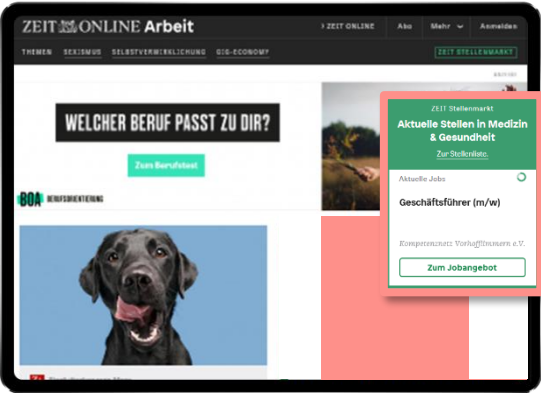 ZEIT ONLINE Arbeit
› ZEIT ONLINE Abo Mehr Anmelden
THEMEN SEXISMUS SELBSTVERWIRKLICHUNG GIG-ECONOMY
ZEIT STELLENMARKT
WELCHER BERUF PASST ZU DIR?
Zum Berufstest
BOA BERUFSORIENTIERUNG
ZEIT Stellenmarkt
Aktuelle Stellen in Medizin
& Gesundheit
Zur Stellenliste.
Aktuelle Jobs
Geschäftsführer (m/w)
Kompetenznetz Vorhofflimmern e.V.
Zum Jobangebot